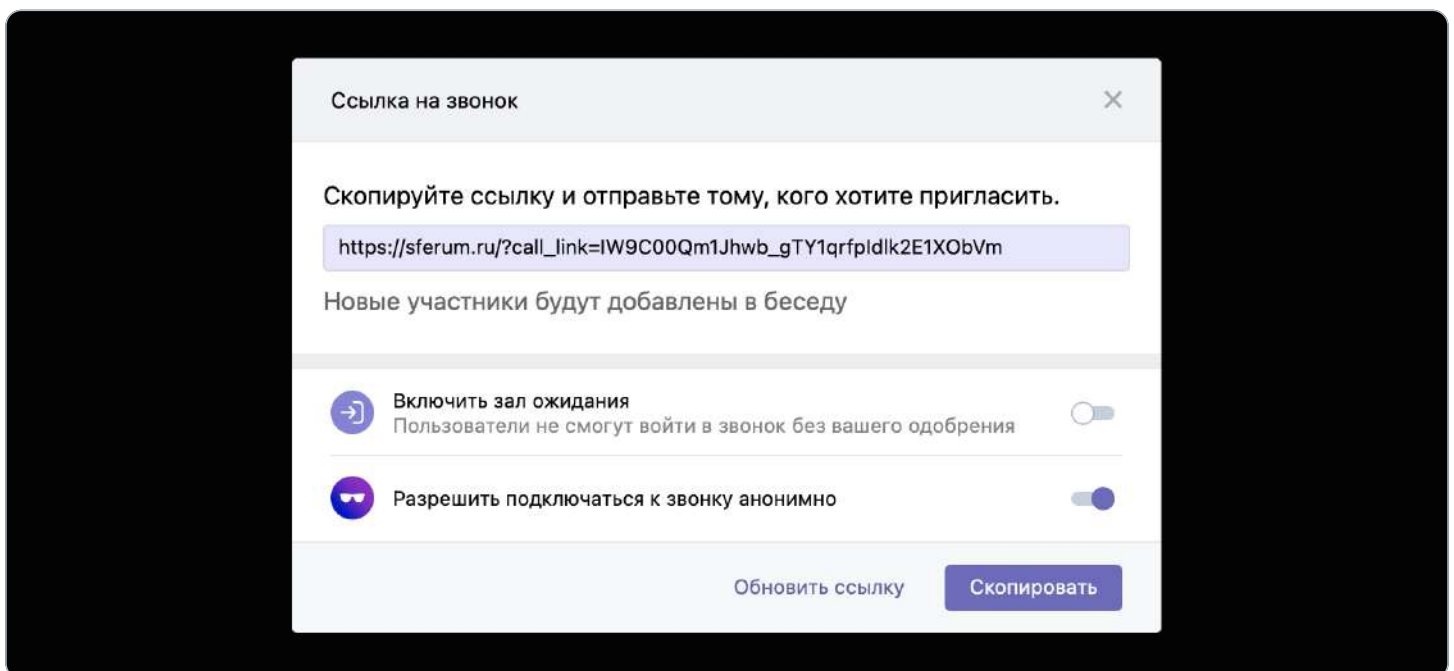 Ссылка на звонок
Скопируйте ссылку и отправьте тому, кого хотите пригласить.
https://sferum.ru/?call_link=IW9C00Qm1Jhwb_gTY1qrfpIdlk2E1XObVm
Новые участники будут добавлены в беседу
Включить зал ожидания
Пользователи не смогут войти в звонок без вашего одобрения
Разрешить подключаться к звонку анонимно
Обновить ссылку
Скопировать